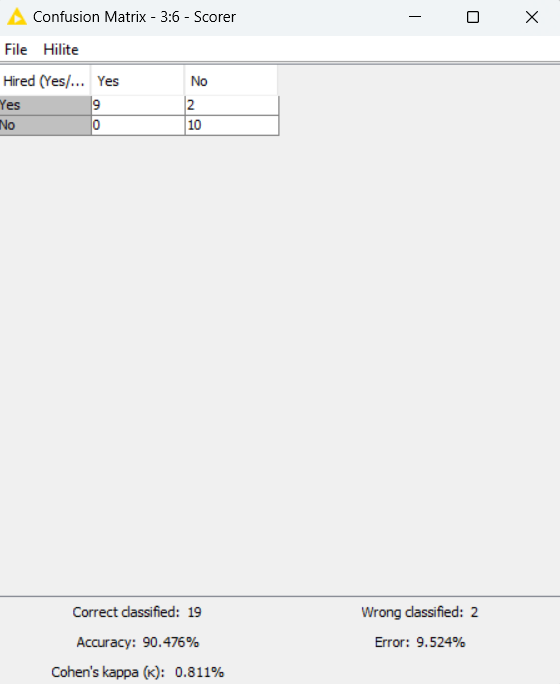 Confusion Matrix - 3:6 - Scorer
File Hilite
Hired (Yes/... Yes No
Yes 9 2
No 0 10
Correct classified: 19 Wrong classified: 2
Accuracy: 90.476% Error: 9.524%
Cohen's kappa (κ): 0.811%